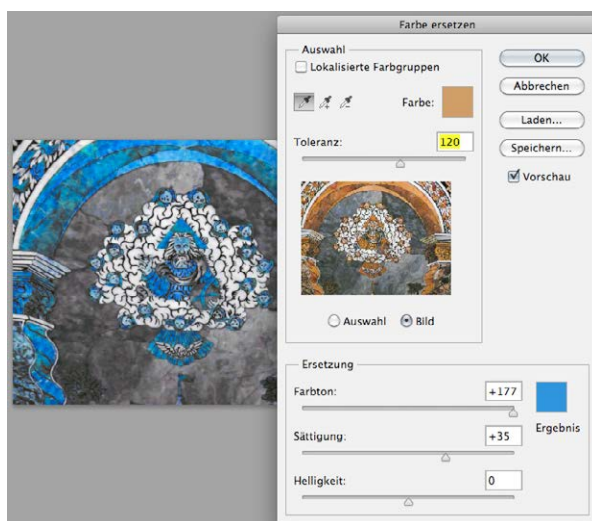 Farbe ersetzen
Auswahl
Lokalisierte Farbgruppen
Farbe:
Toleranz: 120
Auswahl Bild
OK
Abbrechen
Laden...
Speichern...
Vorschau
Ersetzung
Farbton: +177
Sättigung: +35
Ergebnis
Helligkeit: 0